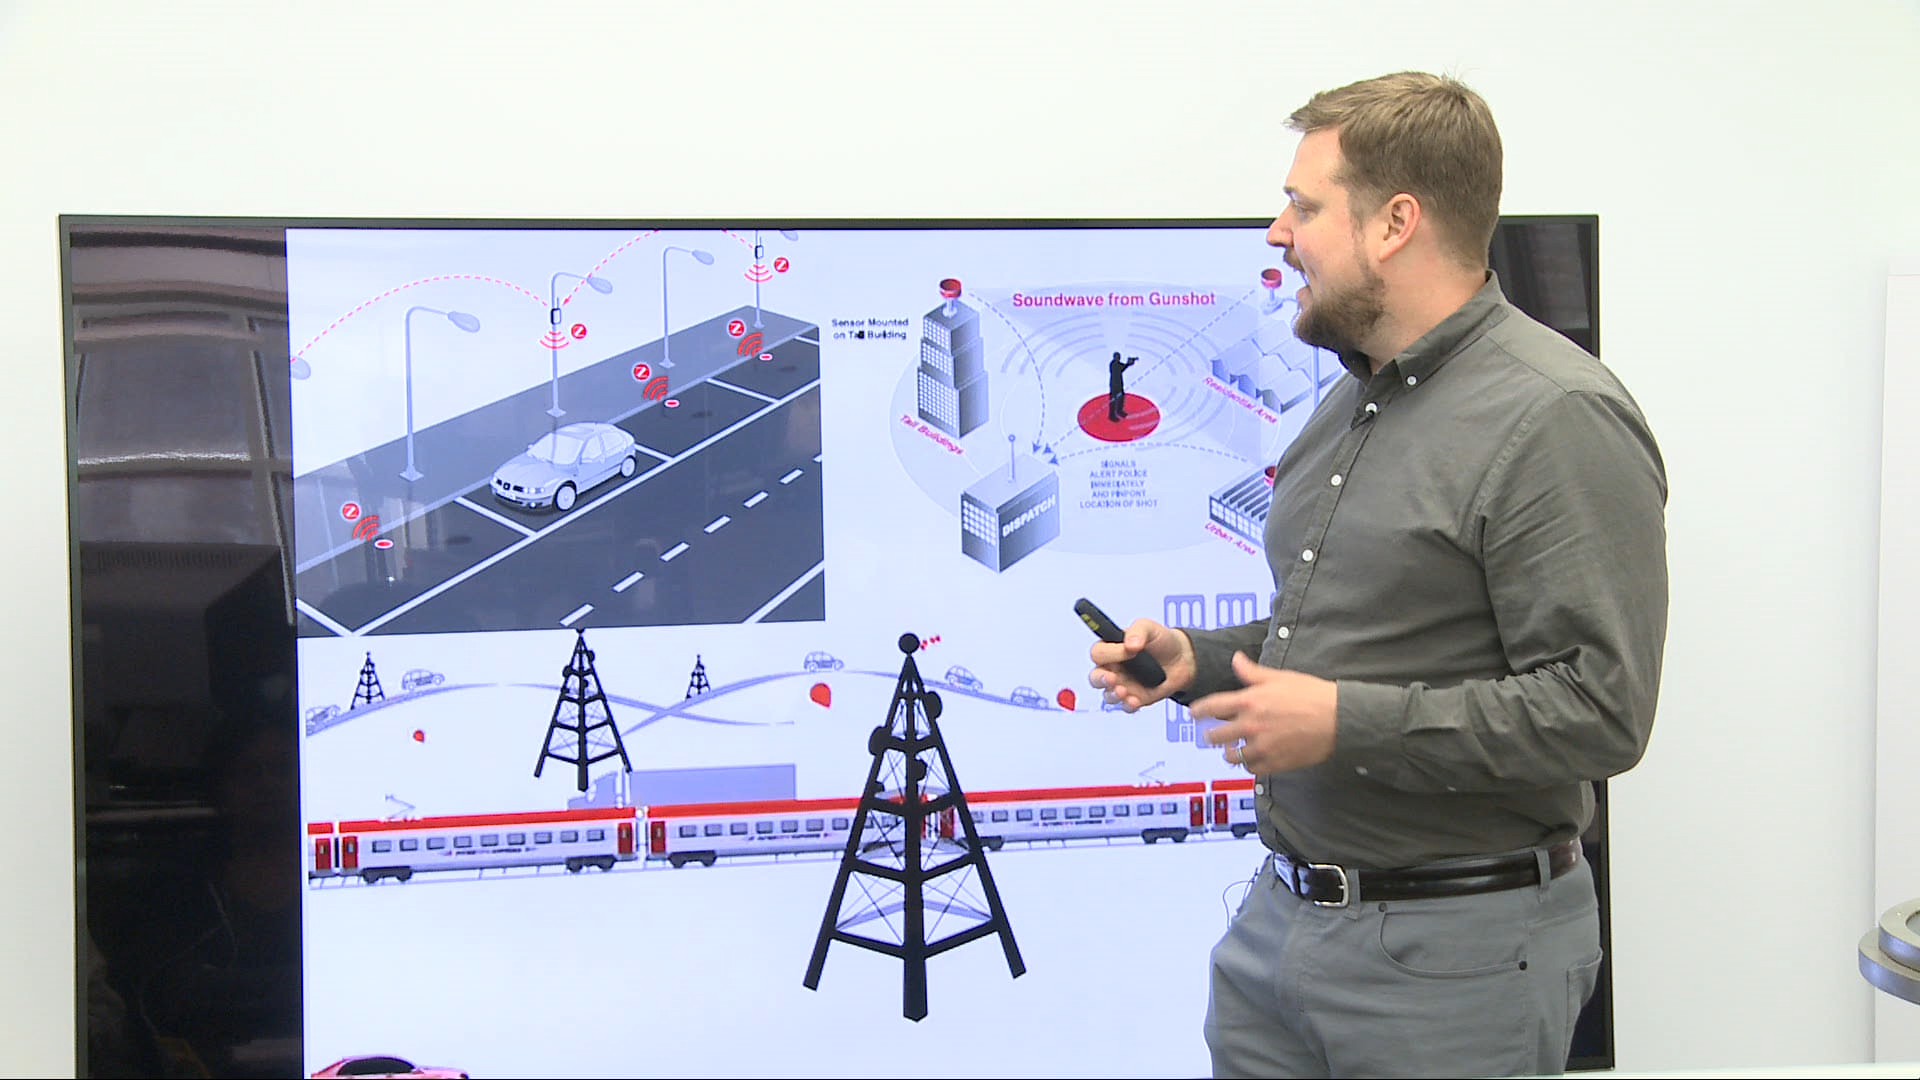 Soundwave from Gunshot
Sensor Mounted
on Tall Building
Residential Area
Tall Buildings
SIGNALS
ALERT POLICE
IMMEDIATELY
AND PINPOINT
LOCATION OF SHOT
DISPATCH
Urban Area
Z
Z
Z
Z
Z